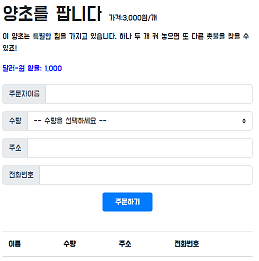 양초를 팝니다 가격:3,000원/개
이 양초는 특별한 힘을 가지고 있습니다. 하나 두 개 켜 놓으면 또 다른 촛불을 찾을 수
있죠!
달러-원 환율: 1,000
주문자이름
수량 -- 수량을 선택하세요 --
주소
전화번호
주문하기
이름 수량 주소 전화번호